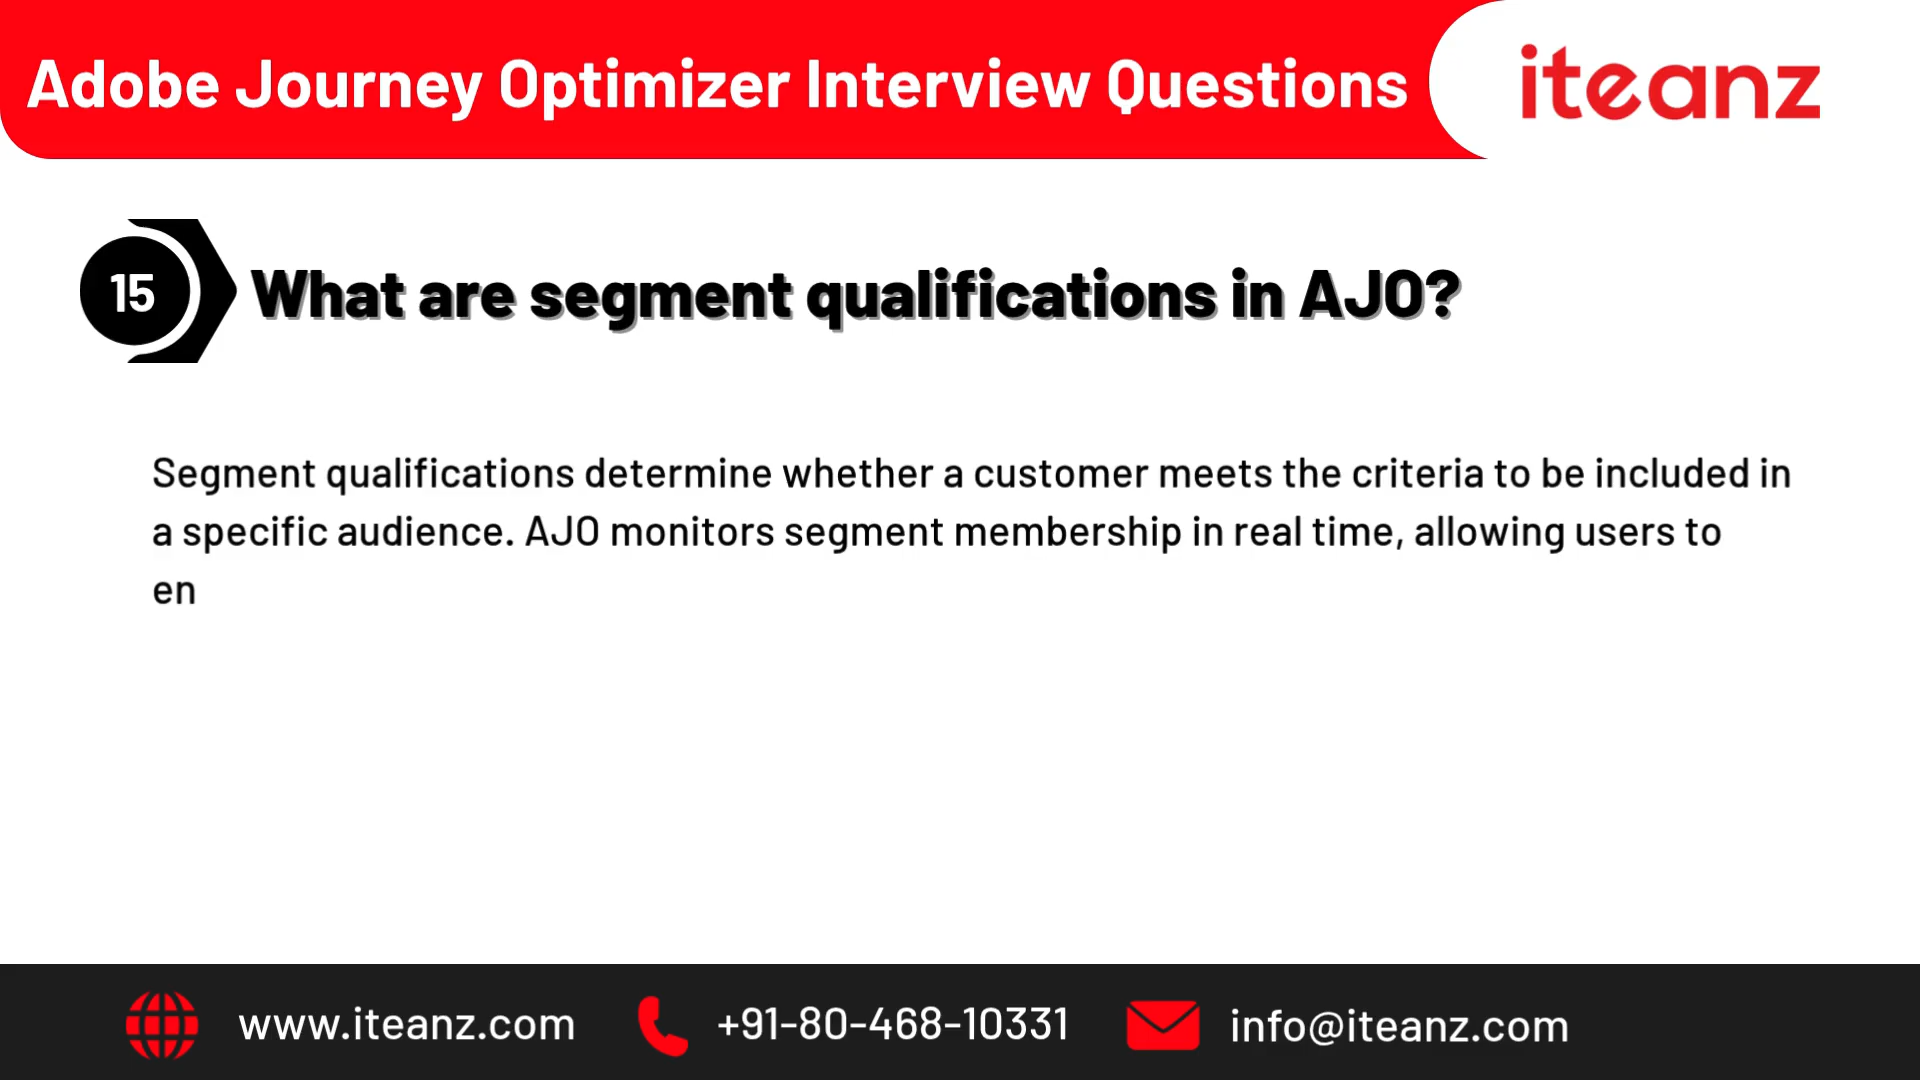 Adobe Journey Optimizer Interview Questions
iteanz
15
What are segment qualifications in AJO?
Segment qualifications determine whether a customer meets the criteria to be included in
a specific audience. AJO monitors segment membership in real time, allowing users to
en
www.iteanz.com
+91-80-468-10331
info@iteanz.com